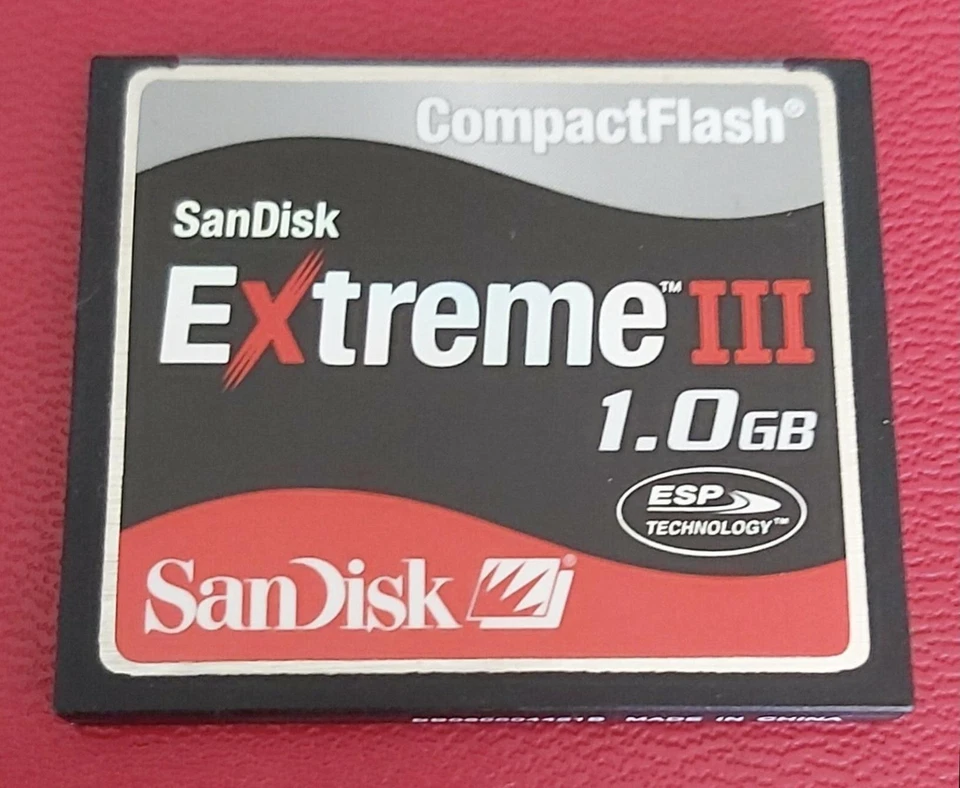 CompactFlash®
SanDisk
Extreme™ III
1.0GB
ESP
TECHNOLOGY™
SanDisk®
MADE IN CHINA